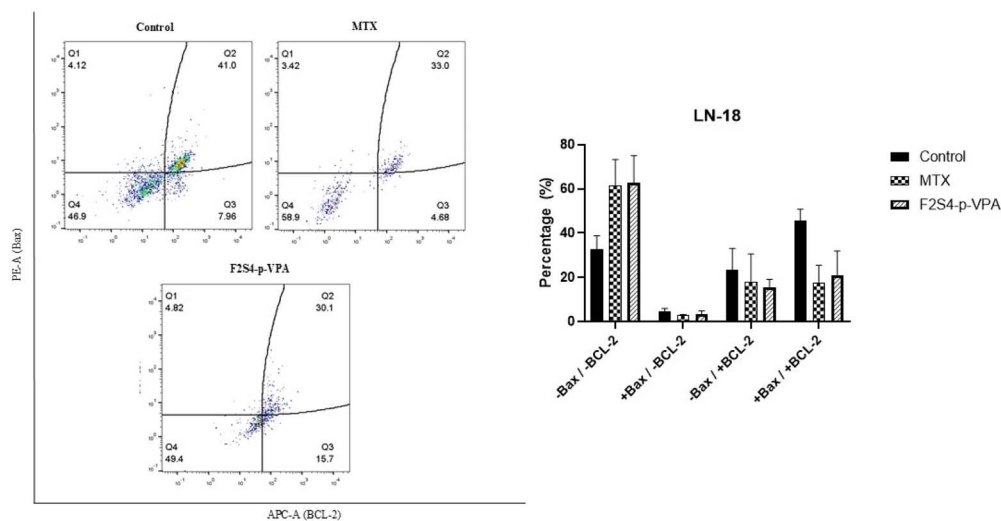 Control
MTX
Q1
4.12
Q2
41.0
Q4
46.9
Q3
7.96
Q1
3.42
Q2
33.0
Q4
58.9
Q3
4.68
F2S4-p-VPA
Q1
4.82
Q2
30.1
Q4
49.4
Q3
15.7
PE-A (Bax)
APC-A (BCL-2)
LN-18
Percentage (%)
80
60
40
20
0
-Bax / -BCL-2
+Bax / -BCL-2
-Bax / +BCL-2
+Bax / +BCL-2
Control
MTX
F2S4-p-VPA